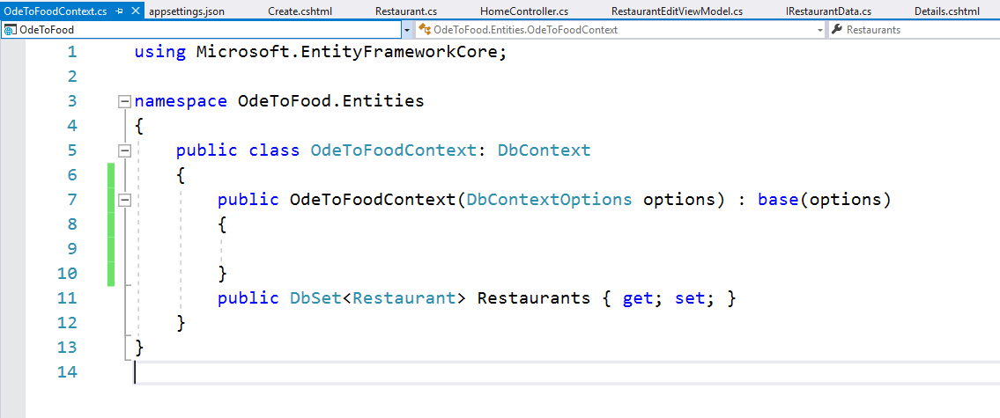 OdeToFoodContext.cs appsettings.json Create.cshtml Restaurant.cs HomeController.cs RestaurantEditViewModel.cs IRestaurantData.cs Details.cshtml
OdeToFood OdeToFood.Entities.OdeToFoodContext Restaurants
1 using Microsoft.EntityFrameworkCore;
2
3 namespace OdeToFood.Entities
4 {
5 public class OdeToFoodContext: DbContext
6 {
7 public OdeToFoodContext(DbContextOptions options) : base(options)
8 {
9
10 }
11 public DbSet<Restaurant> Restaurants { get; set; }
12 }
13 }
14